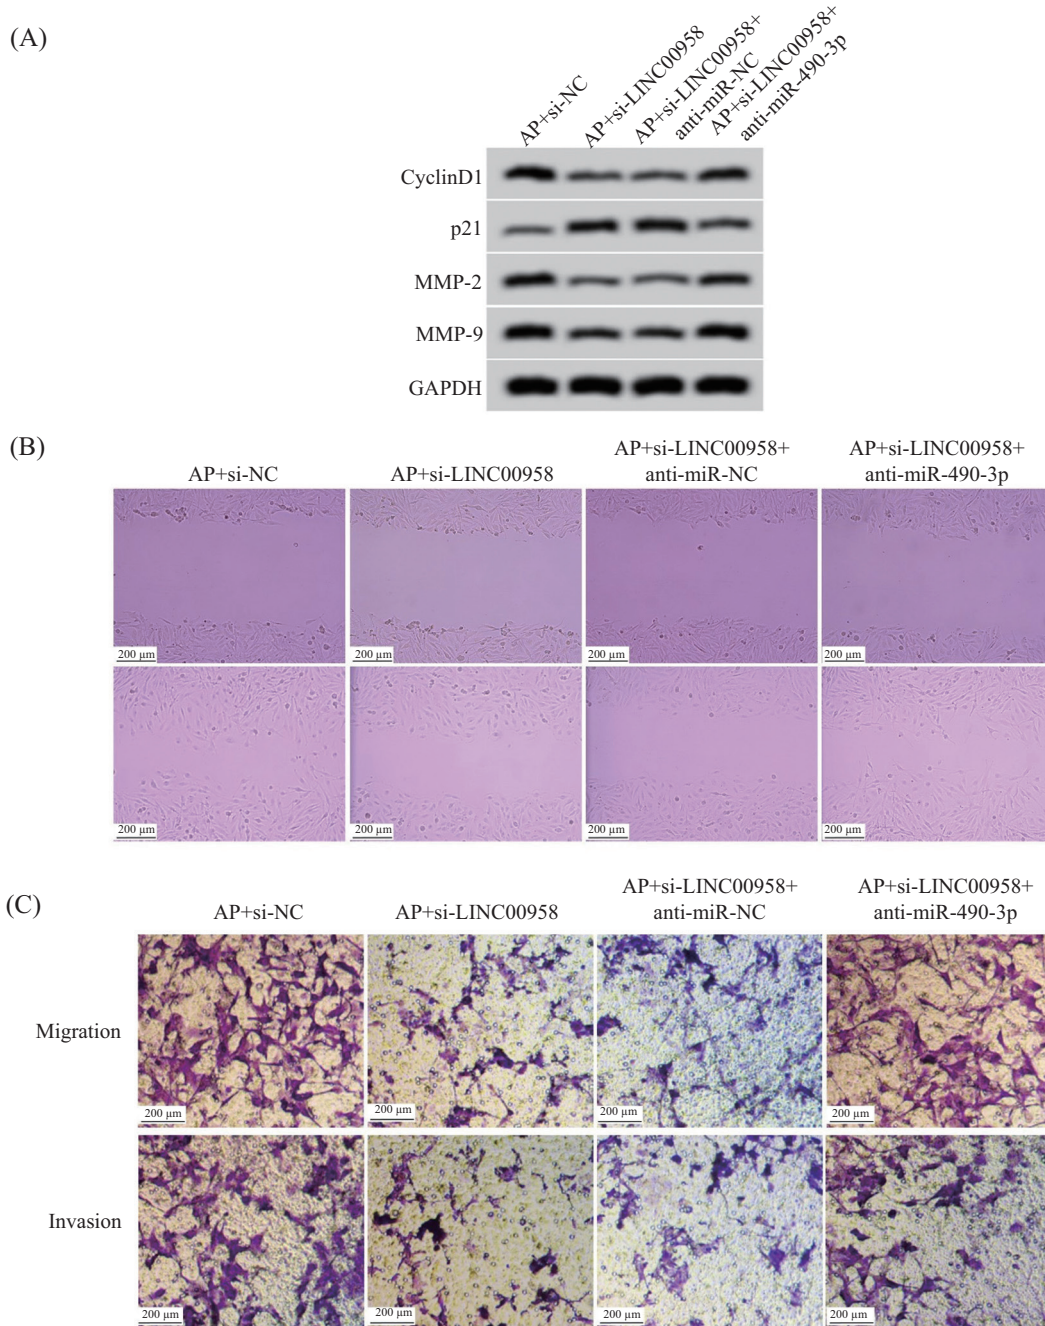 (A)
AP+si-NC
AP+si-LINC00958
AP+si-LINC00958+
anti-miR-NC
AP+si-LINC00958+
anti-miR-490-3p
CyclinD1
p21
MMP-2
MMP-9
GAPDH
(B)
AP+si-NC
AP+si-LINC00958
AP+si-LINC00958+
anti-miR-NC
AP+si-LINC00958+
anti-miR-490-3p
200 µm
200 µm
200 µm
200 µm
200 µm
200 µm
200 µm
200 µm
(C)
AP+si-NC
AP+si-LINC00958
AP+si-LINC00958+
anti-miR-NC
AP+si-LINC00958+
anti-miR-490-3p
Migration
200 µm
200 µm
200 µm
200 µm
Invasion
200 µm
200 µm
200 µm
200 µm